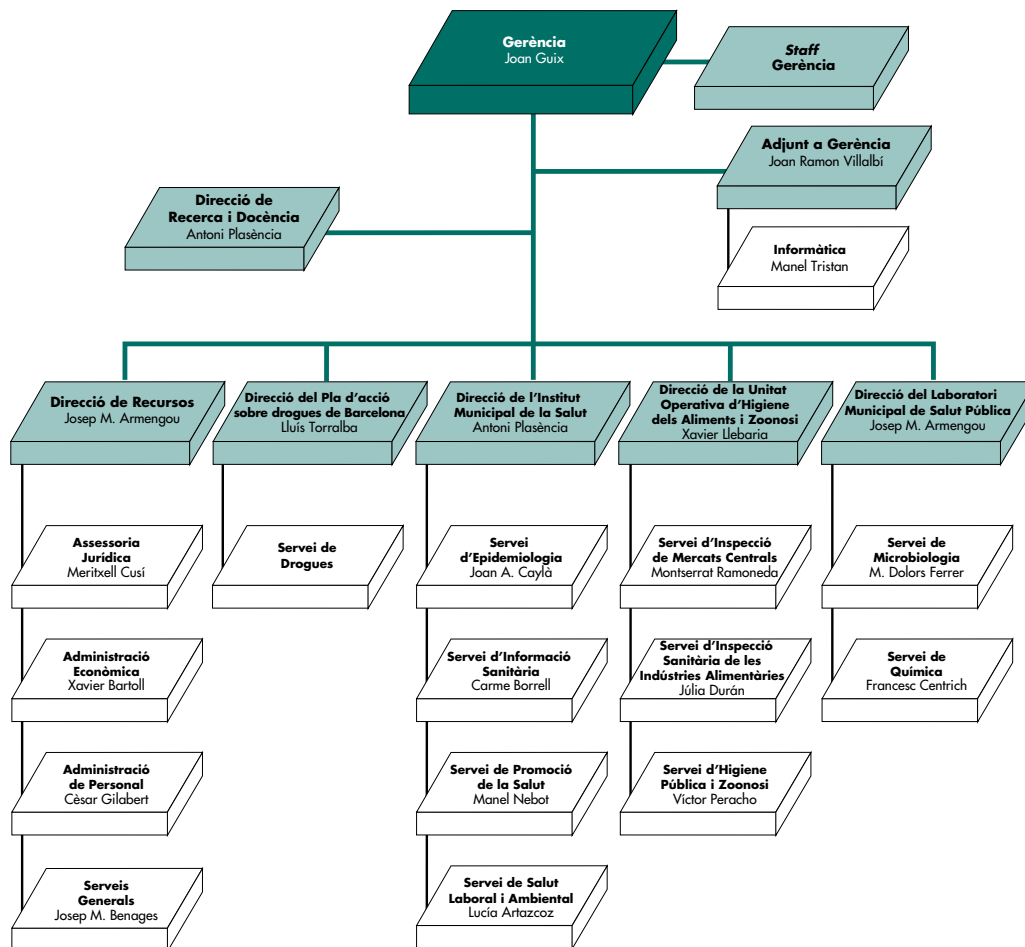 Gerència
Joan Guix
Staff
Gerència
Adjunt a Gerència
Joan Ramon Villalbí
Direcció de
Recerca i Docència
Antoni Plasència
Informàtica
Manel Tristan
Direcció de Recursos
Josep M. Armengou
Direcció del Pla d'acció
sobre drogues de Barcelona
Lluís Torralba
Direcció de l'Institut
Municipal de la Salut
Antoni Plasència
Direcció de la Unitat
Operativa d'Higiene
dels Aliments i Zoonosi
Xavier Llebaria
Direcció del Laboratori
Municipal de Salut Pública
Josep M. Armengou
Assessoria
Jurídica
Meritxell Cusí
Servei de
Drogues
Servei
d'Epidemiologia
Joan A. Caylà
Servei d'Inspecció
de Mercats Centrals
Montserrat Ramoneda
Servei de
Microbiologia
M. Dolors Ferrer
Administració
Econòmica
Xavier Bartoll
Servei d'Informació
Sanitària
Carme Borrell
Servei d'Inspecció
Sanitària de les
Indústries Alimentàries
Júlia Durán
Servei de
Química
Francesc Centrich
Administració
de Personal
Cèsar Gilabert
Servei de Promoció
de la Salut
Manel Nebot
Servei d'Higiene
Pública i Zoonosi
Víctor Peracho
Serveis
Generals
Josep M. Benages
Servei de Salut
Laboral i Ambiental
Lucía Artazcoz